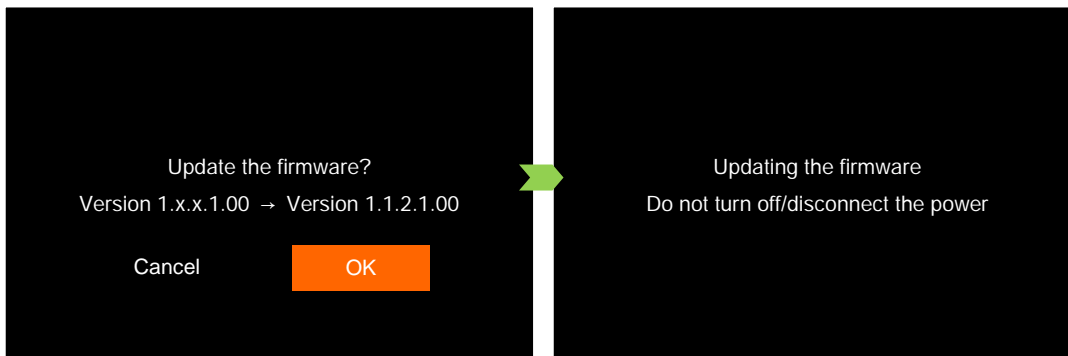 Update the firmware?
Version 1.x.x.1.00 → Version 1.1.2.1.00
Cancel
OK
Updating the firmware
Do not turn off/disconnect the power